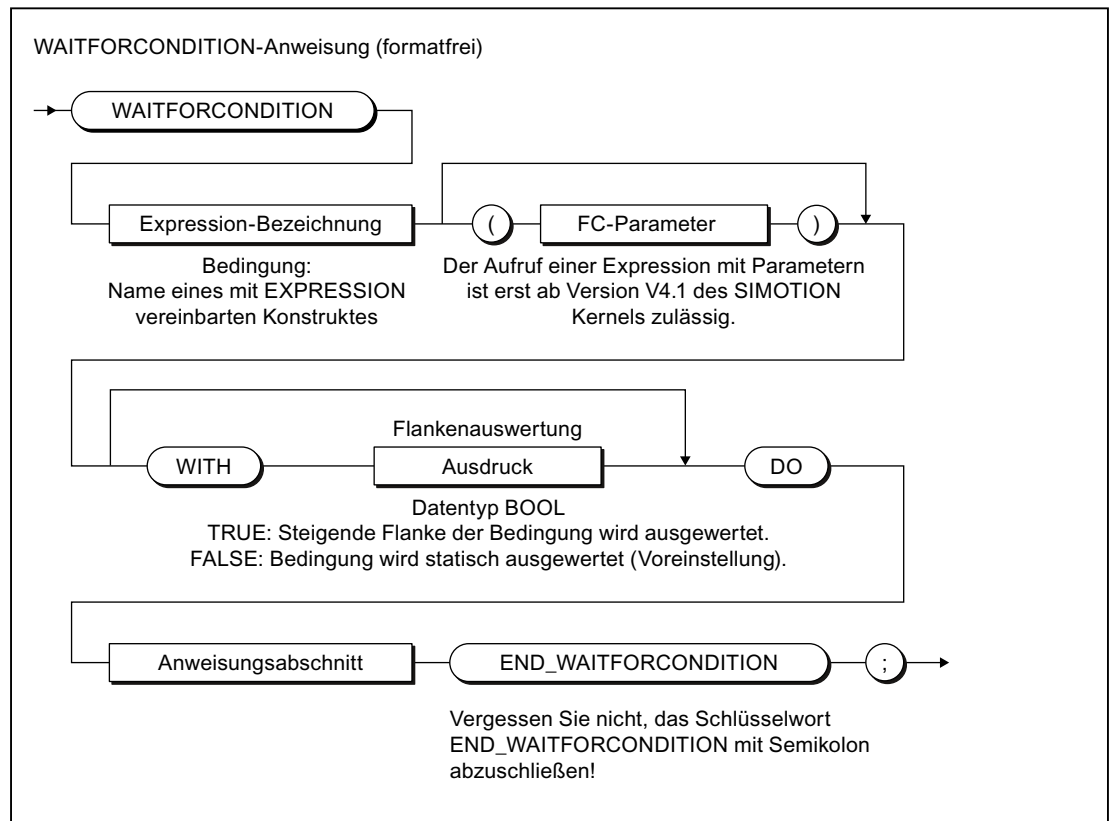 WAITFORCONDITION-Anweisung (formatfrei)
WAITFORCONDITION
Expression-Bezeichnung
(
FC-Parameter
)
Bedingung:
Name eines mit EXPRESSION
vereinbarten Konstruktes
Der Aufruf einer Expression mit Parametern
ist erst ab Version V4.1 des SIMOTION
Kernels zulässig.
Flankenauswertung
WITH
Ausdruck
DO
Datentyp BOOL
TRUE: Steigende Flanke der Bedingung wird ausgewertet.
FALSE: Bedingung wird statisch ausgewertet (Voreinstellung).
Anweisungsabschnitt
END_WAITFORCONDITION
;
Vergessen Sie nicht, das Schlüsselwort
END_WAITFORCONDITION mit Semikolon
abzuschließen!